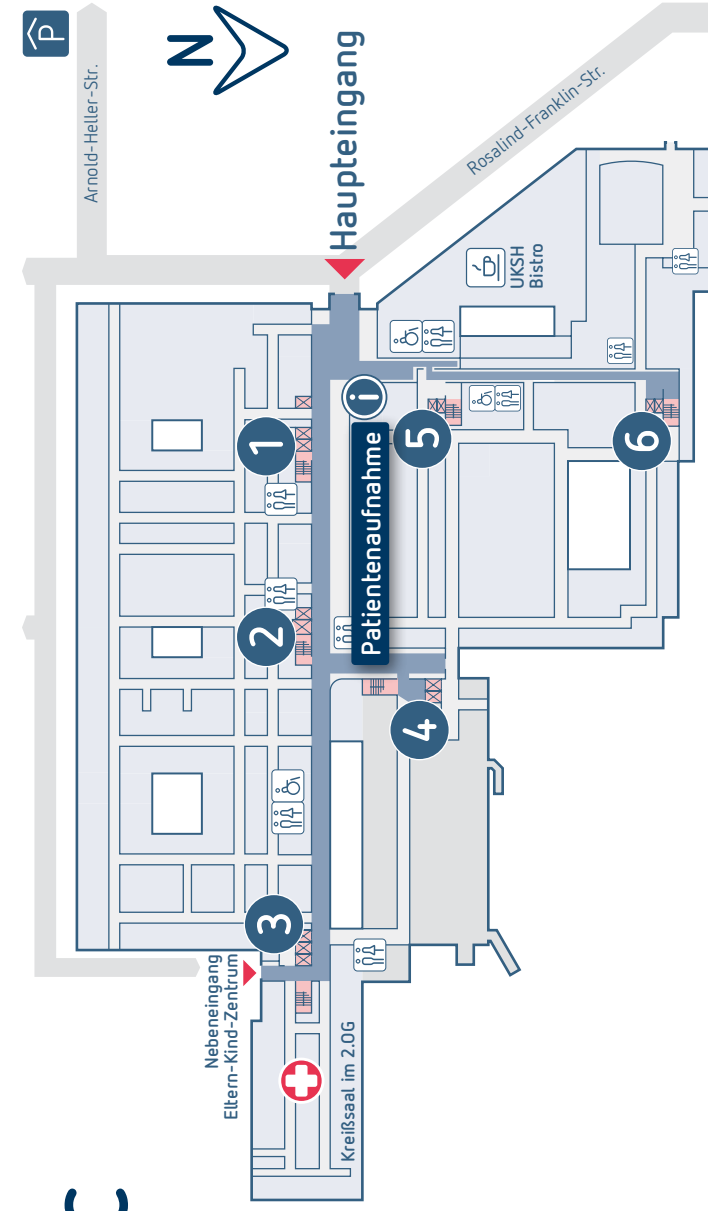 P
Arnold-Heller-Str.
N
Haupteingang
Rosalind-Franklin-Str.
UKSH
Bistro
i
Patientenaufnahme
1
2
3
4
5
6
Nebeneingang
Eltern-Kind-Zentrum
Kreißsaal im 2.OG